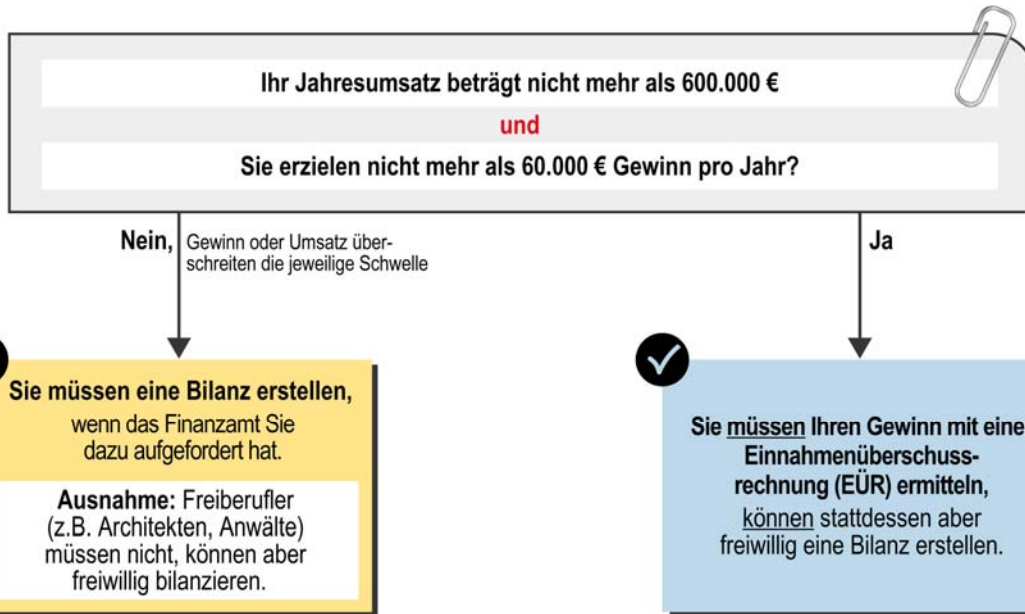 Ihr Jahresumsatz beträgt nicht mehr als 600.000 €
und
Sie erzielen nicht mehr als 60.000 € Gewinn pro Jahr?
Nein, Gewinn oder Umsatz über-
schreiten die jeweilige Schwelle
Ja
Sie müssen eine Bilanz erstellen,
wenn das Finanzamt Sie
dazu aufgefordert hat.
Ausnahme: Freiberufler
(z.B. Architekten, Anwälte)
müssen nicht, können aber
freiwillig bilanzieren.
Sie müssen Ihren Gewinn mit eine
Einnahmenüberschuss-
rechnung (EÜR) ermitteln,
können stattdessen aber
freiwillig eine Bilanz erstellen.